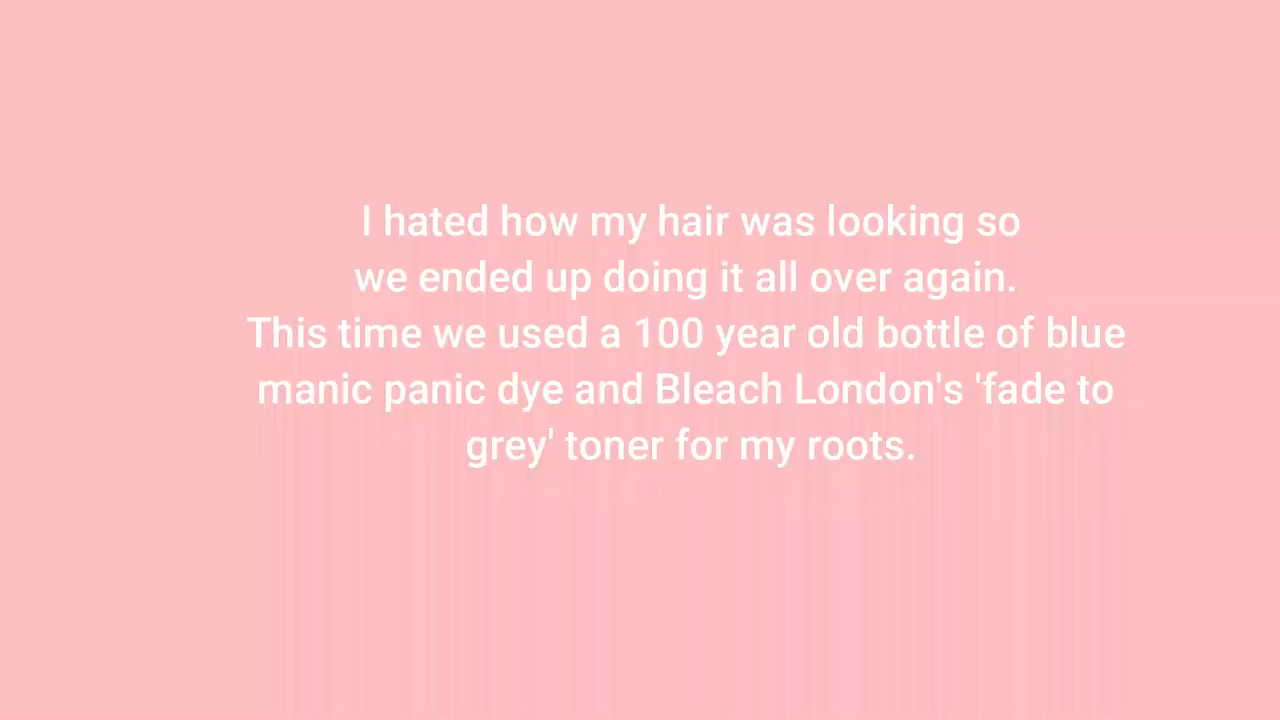 I hated how my hair was looking so
we ended up doing it all over again.
This time we used a 100 year old bottle of blue
manic panic dye and Bleach London's 'fade to
grey' toner for my roots.